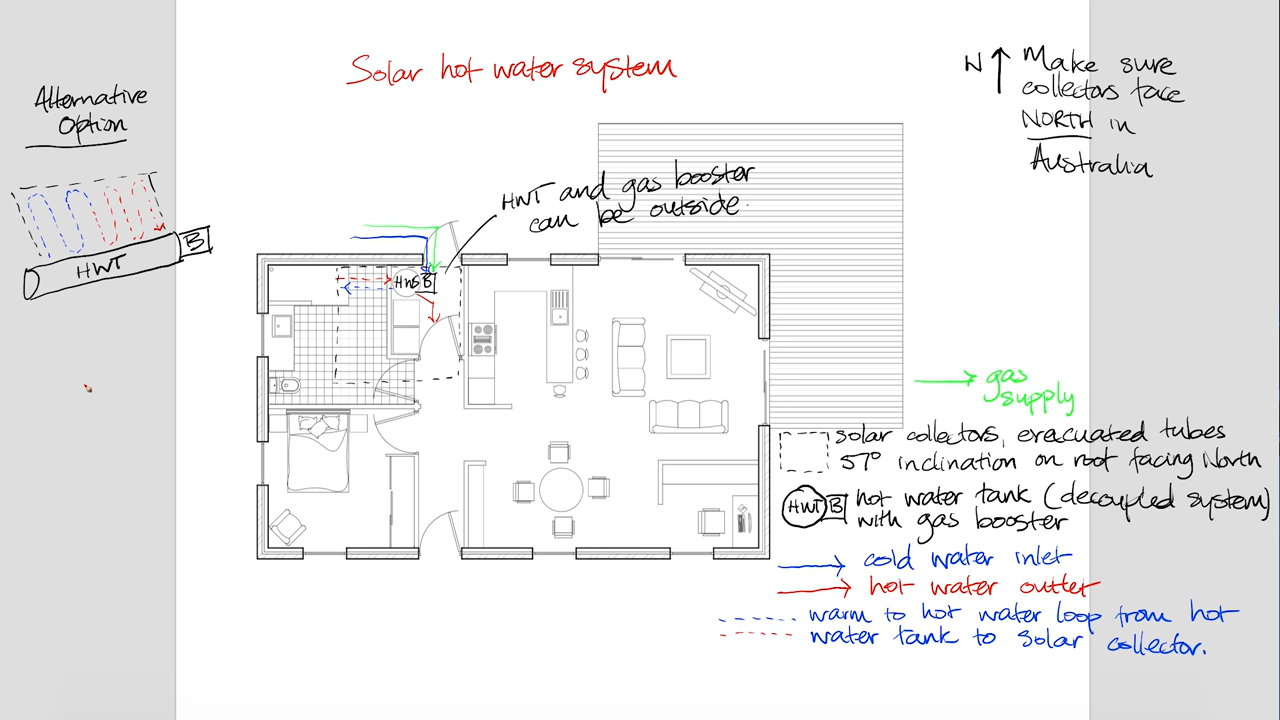 Solar hot water system
N
Make sure
collectors face
NORTH in
Australia
Alternative
Option
HWT
B
HWT and gas booster
can be outside.
HWS B
gas
supply
solar collectors, evacuated tubes
57° inclination on roof facing North
HWT B
hot water tank (decoupled system)
with gas booster
cold water inlet
hot water outlet
warm to hot water loop from hot
water tank to solar collector.